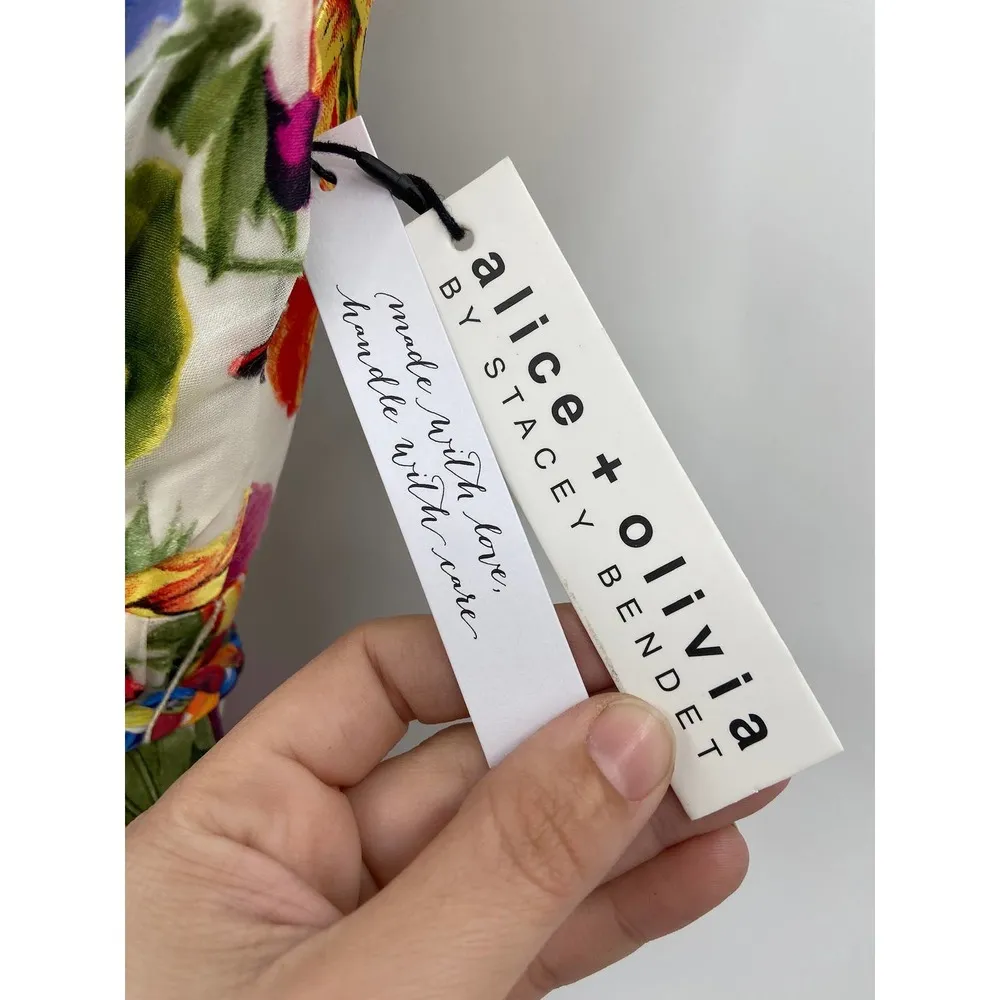 made with love,
handle with care
alice + olivia
BY STACEY BENDET